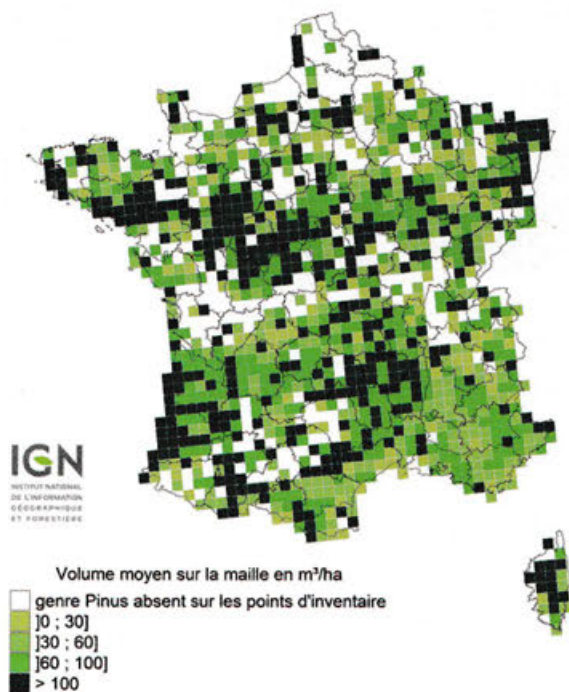 IGN
INSTITUT NATIONAL
DE L'INFORMATION
GÉOGRAPHIQUE
ET FORESTIÈRE
Volume moyen sur la maille en m³/ha
genre Pinus absent sur les points d'inventaire
]0 ; 30]
]30 ; 60]
]60 ; 100]
> 100